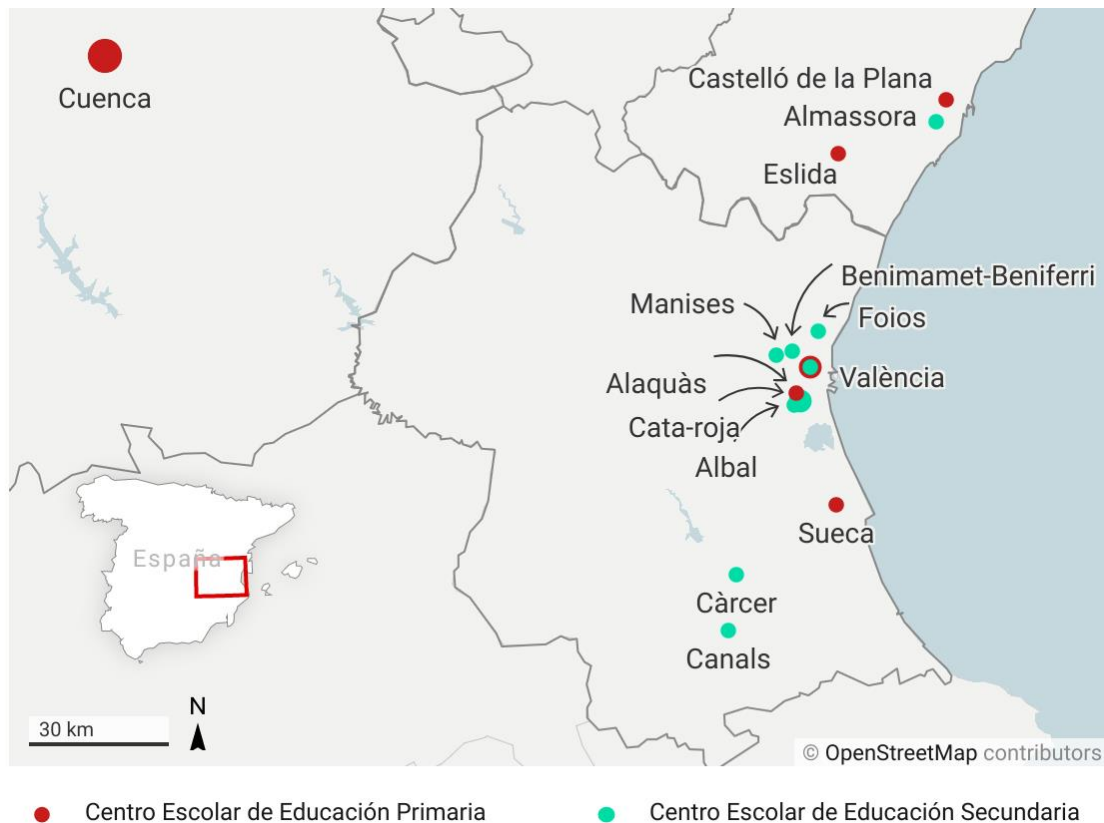 Cuenca
Castelló de la Plana
Almassora
Eslida
Benimamet-Beniferri
Manises
Foios
Alaquàs
València
Cata-roja
Albal
Sueca
España
Càrcer
Canals
N
30 km
© OpenStreetMap contributors
Centro Escolar de Educación Primaria
Centro Escolar de Educación Secundaria